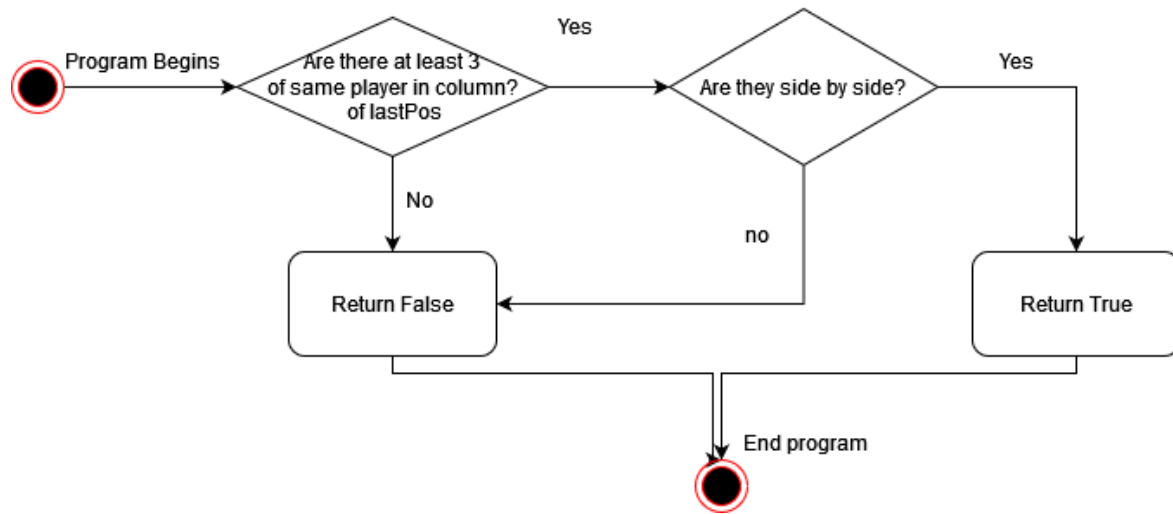 Program Begins
Are there at least 3
of same player in column?
of lastPos
Yes
Are they side by side?
Yes
No
no
Return False
Return True
End program